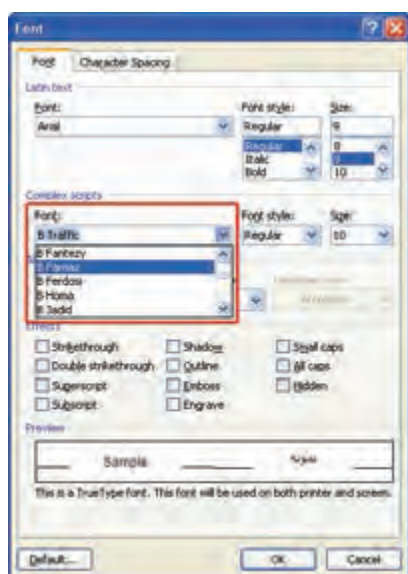 Font
Font Character Spacing
Latin text
Font: Font style: Size:
Arial Regular 9
Regular 8
Italic 9
Bold 10
Complex scripts
Font: Font style: Size:
B Traffic Regular 10
B Fantezy
B Farnaz
B Ferdosi
B Homa
B Jadid
Effects
Strikethrough Shadow Small caps
Double strikethrough Outline All caps
Superscript Emboss Hidden
Subscript Engrave
Preview
Sample
This is a TrueType font. This font will be used on both printer and screen.
Default... OK Cancel